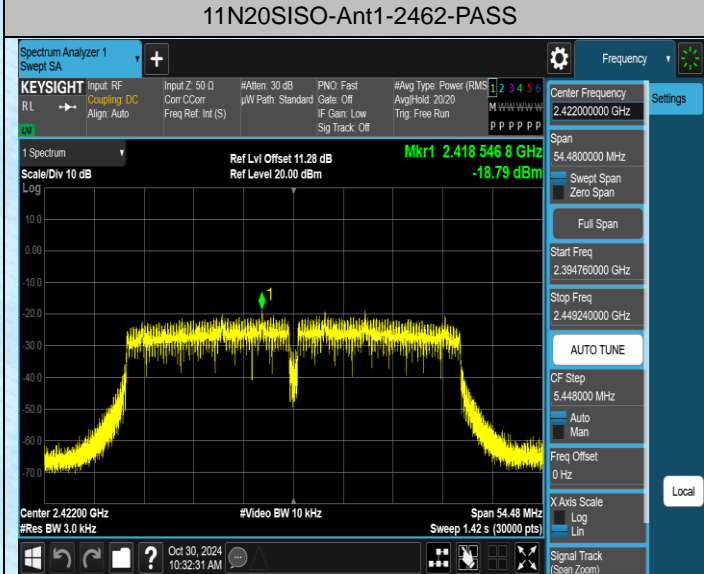 11N20SISO-Ant1-2462-PASS
Spectrum Analyzer 1
Swept SA
+
Frequency
KEYSIGHT Input: RF Input Z: 50 Ω #Atten: 30 dB PNO: Fast #Avg Type: Power (RMS 1 2 3 4 5 6
RL Coupling: DC Corr CCorr µW Path: Standard Gate: Off Avg|Hold: 20/20 M W W W W W
Align: Auto Freq Ref: Int (S) IF Gain: Low Trig: Free Run
Sig Track: Off P P P P P P
LXI
1 Spectrum
Scale/Div 10 dB
Ref Lvl Offset 11.28 dB
Ref Level 20.00 dBm
Mkr1 2.418 546 8 GHz
-18.79 dBm
Log
10.0
0.00
-10.0
-20.0
-30.0
-40.0
-50.0
-60.0
-70.0
1
Center 2.42200 GHz #Video BW 10 kHz Span 54.48 MHz
#Res BW 3.0 kHz Sweep 1.42 s (30000 pts)
Oct 30, 2024
10:32:31 AM
?
Center Frequency
2.422000000 GHz
Settings
Span
54.4800000 MHz
Swept Span
Zero Span
Full Span
Start Freq
2.394760000 GHz
Stop Freq
2.449240000 GHz
AUTO TUNE
CF Step
5.448000 MHz
Auto
Man
Freq Offset
0 Hz
X Axis Scale
Log
Lin
Local
Signal Track
(Span Zoom)